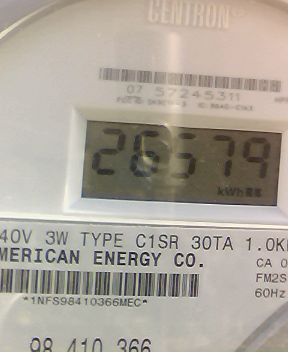 CENTRON®
07 57245311
26579
kWh
40V 3W TYPE C1SR 30TA 1.0K
MERICAN ENERGY CO.
CA 0
FM2S
60Hz
*1NFS98410366MEC*
98 410 366